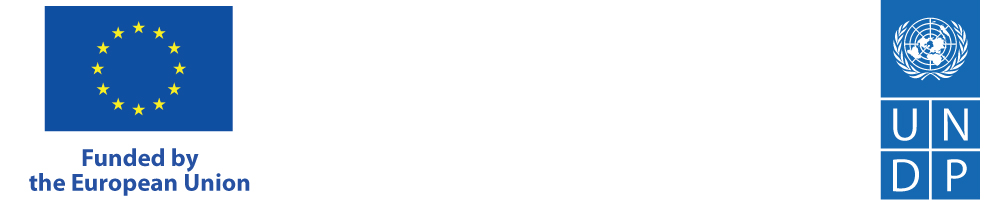 Funded by
the European Union
U N
D P